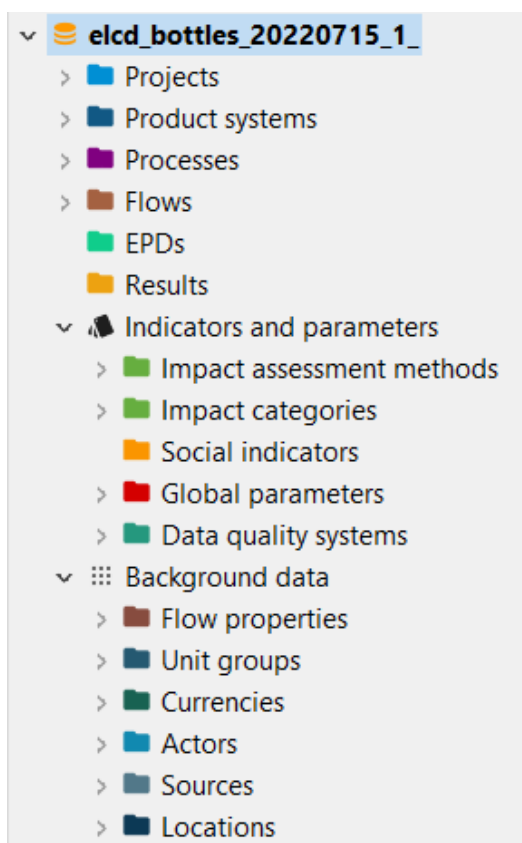 elcd_bottles_20220715_1_
Projects
Product systems
Processes
Flows
EPDs
Results
Indicators and parameters
Impact assessment methods
Impact categories
Social indicators
Global parameters
Data quality systems
Background data
Flow properties
Unit groups
Currencies
Actors
Sources
Locations